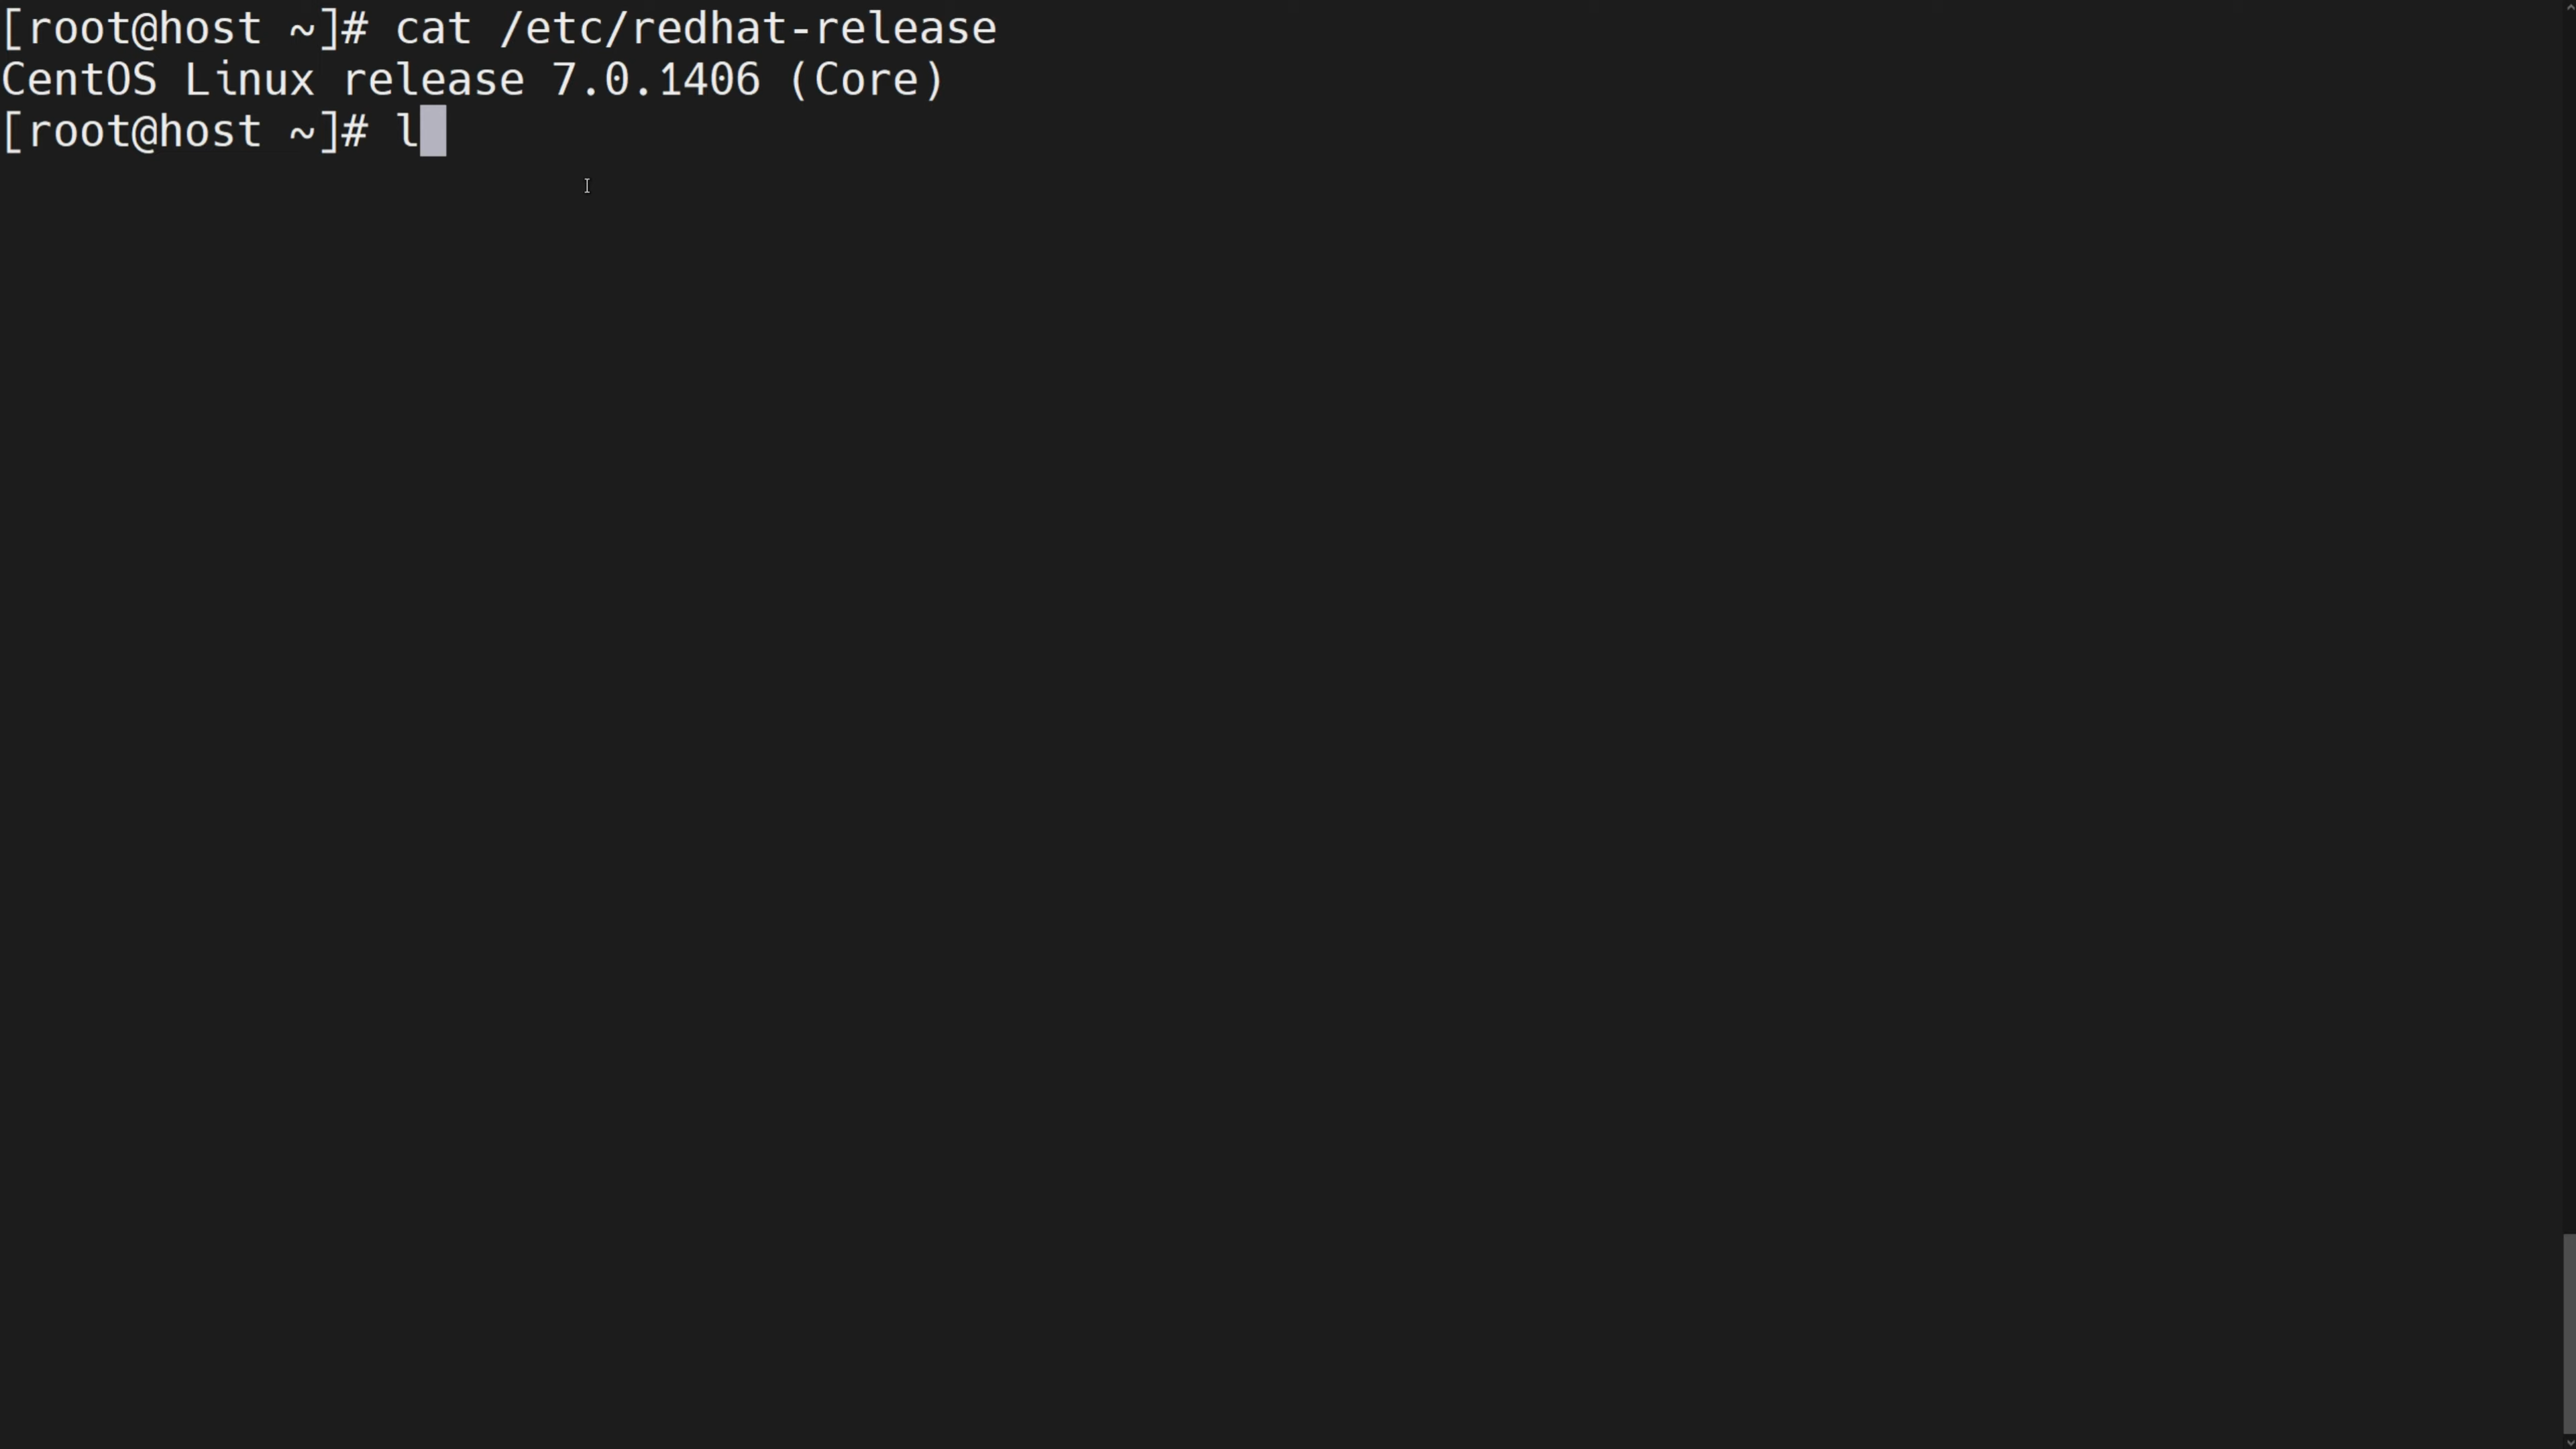 [root@host ~]# cat /etc/redhat-release
CentOS Linux release 7.0.1406 (Core)
[root@host ~]# l